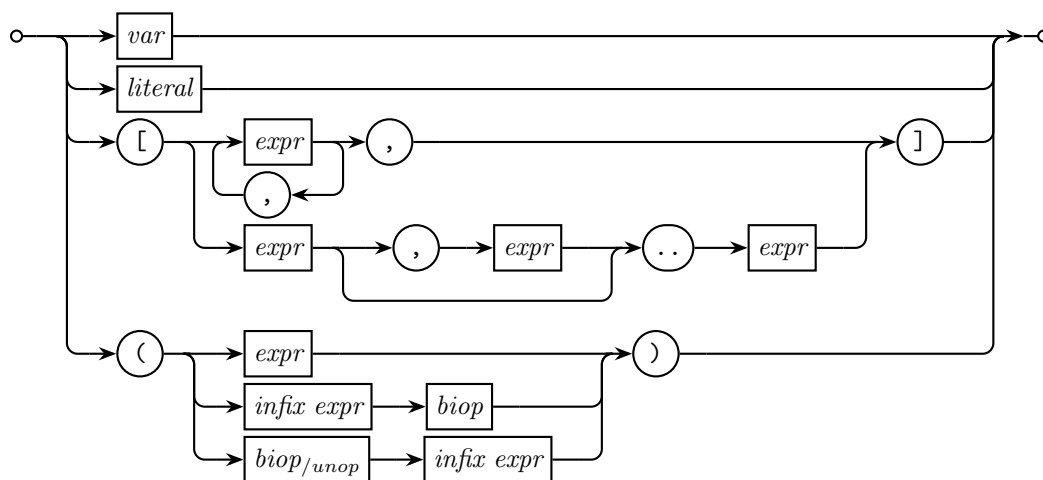 var
literal
[ expr , ]
,
expr , expr .. expr
( expr )
infix expr biop
biop/unop infix expr